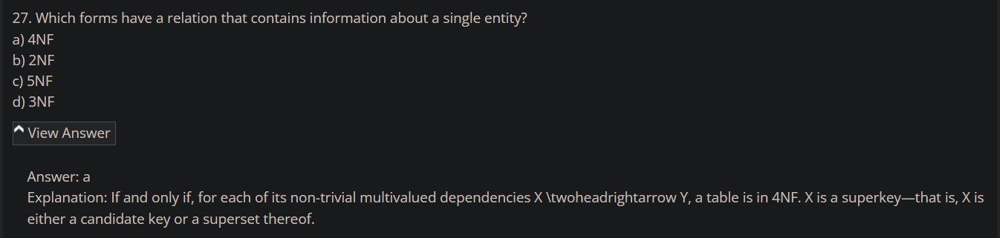 27. Which forms have a relation that contains information about a single entity?
a) 4NF
b) 2NF
c) 5NF
d) 3NF
View Answer
Answer: a
Explanation: If and only if, for each of its non-trivial multivalued dependencies X \twoheadrightarrow Y, a table is in 4NF. X is a superkey—that is, X is
either a candidate key or a superset thereof.